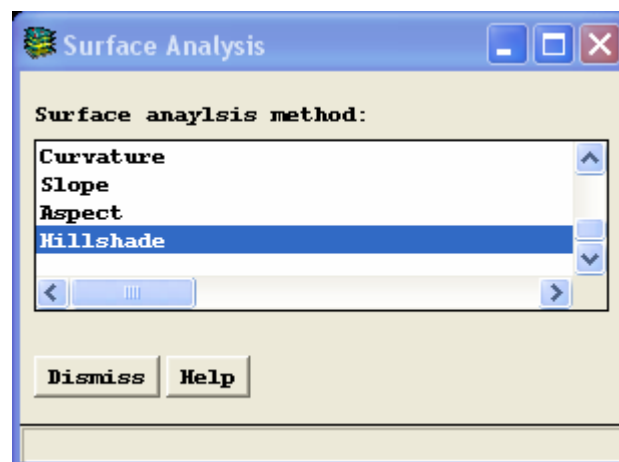 Surface Analysis
Surface anaylsis method:
Curvature
Slope
Aspect
Hillshade
Dismiss Help